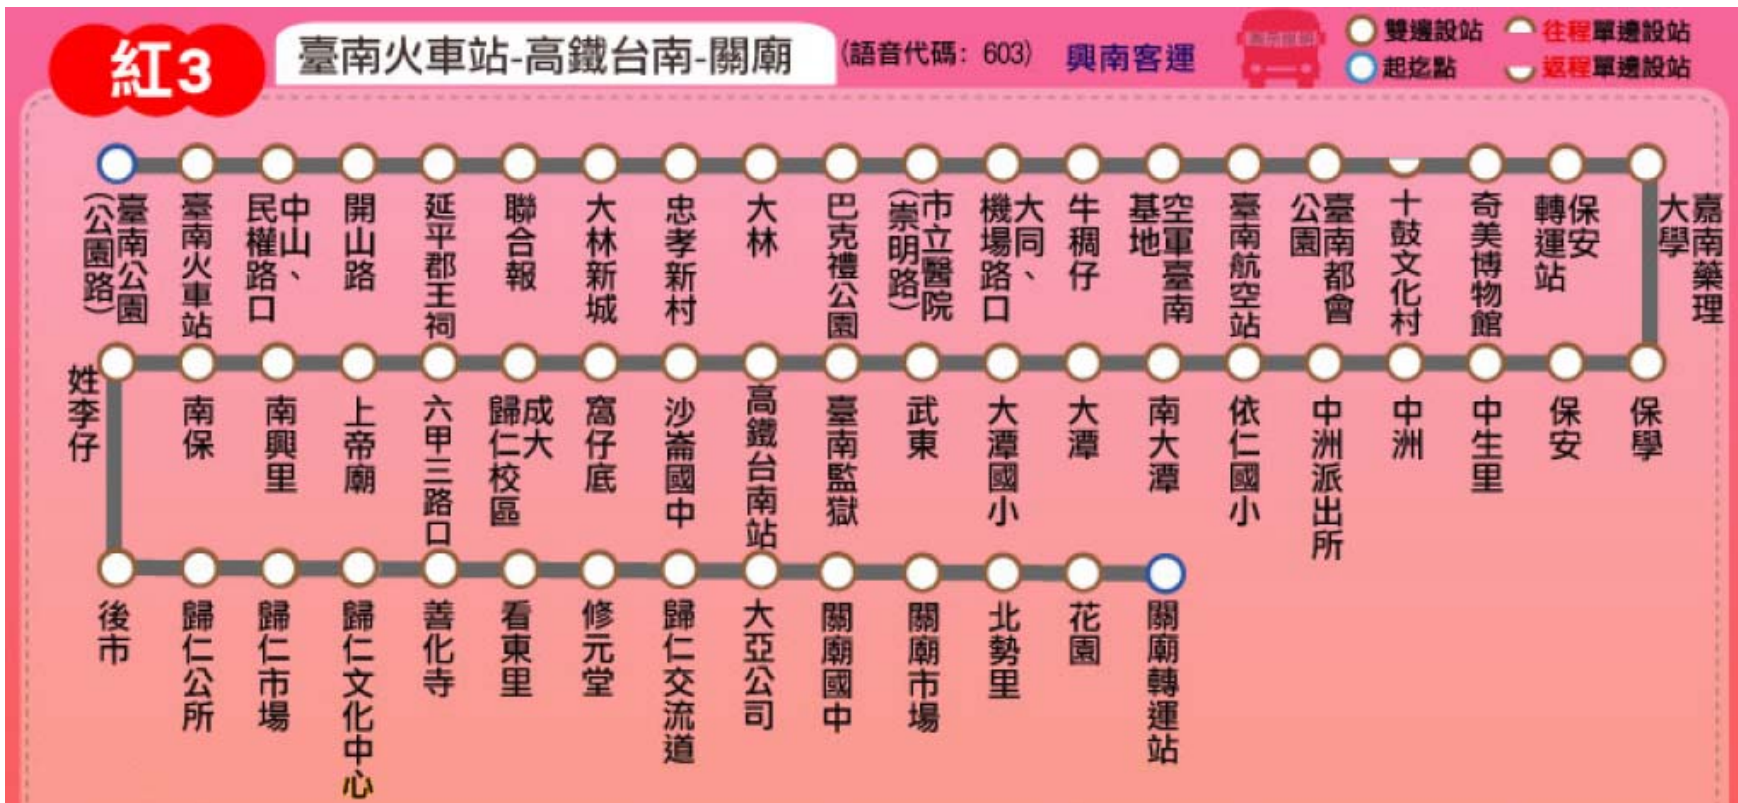 紅3
臺南火車站-高鐵台南-關廟
(語音代碼：603)
興南客運
雙邊設站
往程單邊設站
起迄點
返程單邊設站
臺南公園
(公園路)
臺南火車站
中山、
民權路口
開山路
延平郡王祠
聯合報
大林新城
忠孝新村
大林
巴克禮公園
市立醫院
(崇明路)
大同、
機場路口
牛稠仔
空軍臺南
基地
臺南航空站
臺南都會
公園
十鼓文化村
奇美博物館
保安
轉運站
嘉南藥理
大學
姓李仔
南保
南興里
上帝廟
六甲三路口
成大
歸仁校區
窩仔底
沙崙國中
高鐵台南站
臺南監獄
武東
大潭國小
大潭
南大潭
依仁國小
中洲派出所
中洲
中生里
保安
保學
後市
歸仁公所
歸仁市場
歸仁文化中心
善化寺
看東里
修元堂
歸仁交流道
大亞公司
關廟國中
關廟市場
北勢里
花園
關廟轉運站